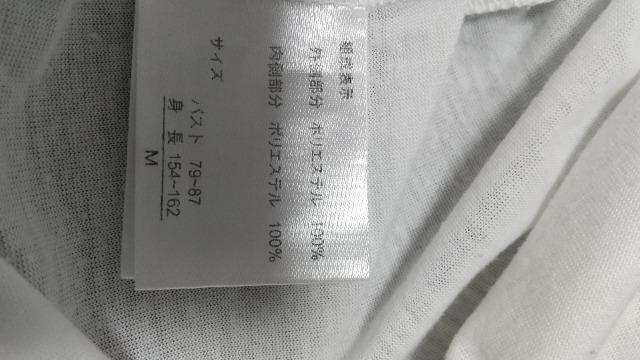 組成表示
外側部分 ポリエステル 100%
内側部分 ポリエステル 100%
サイズ
バスト 79~87
身 長 154~162
M